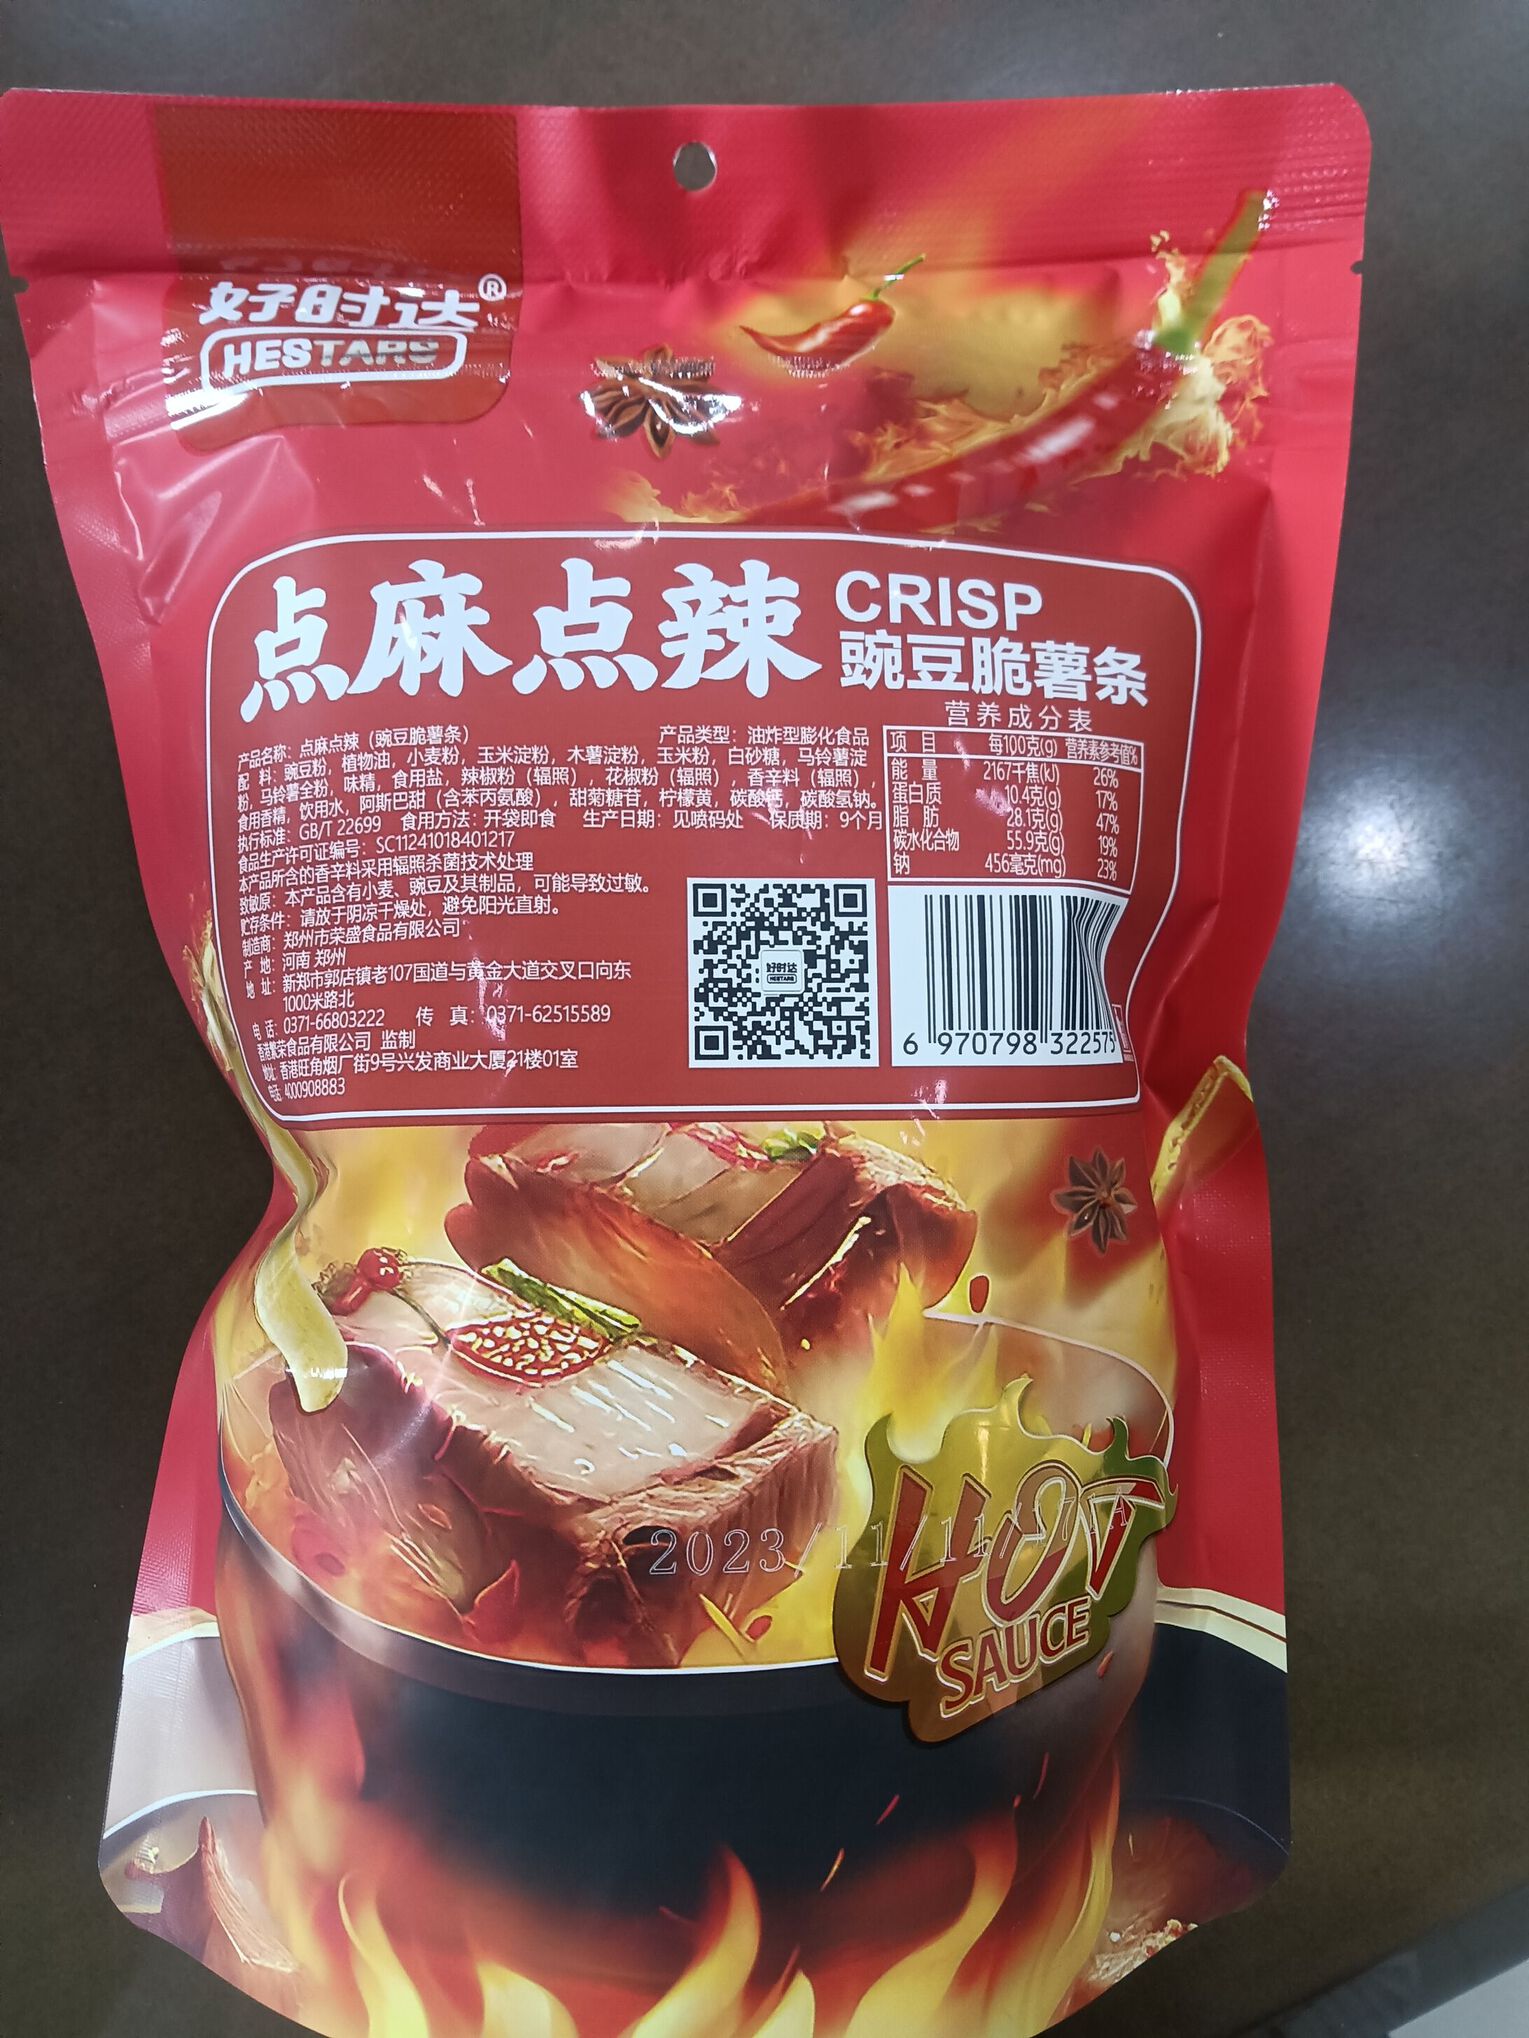 好时达®
HESTARS
点麻点辣 CRISP
豌豆脆薯条
产品名称：点麻点辣（豌豆脆薯条） 产品类型：油炸型膨化食品
配 料：豌豆粉，植物油，小麦粉，玉米淀粉，木薯淀粉，玉米粉，白砂糖，马铃薯淀
粉，马铃薯全粉，味精，食用盐，辣椒粉（辐照），花椒粉（辐照），香辛料（辐照），
食用香精，饮用水，阿斯巴甜（含苯丙氨酸），甜菊糖苷，柠檬黄，碳酸钙，碳酸氢钠。
执行标准：GB/T 22699 食用方法：开袋即食 生产日期：见喷码处 保质期：9个月
食品生产许可证编号：SC11241018401217
本产品所含的香辛料采用辐照杀菌技术处理
致敏原：本产品含有小麦、豌豆及其制品，可能导致过敏。
贮存条件：请放于阴凉干燥处，避免阳光直射。
制造商：郑州市荣盛食品有限公司
产 地：河南 郑州
地 址：新郑市郭店镇老107国道与黄金大道交叉口向东
1000米路北
电 话：0371-66803222 传 真：0371-62515589
香港繁荣食品有限公司 监制
地址：香港旺角烟厂街9号兴发商业大厦21楼01室
电话：4000908883
营养成分表
项 目 每100克(g) 营养素参考值%
能 量 2167千焦(kJ) 26%
蛋白质 10.4克(g) 17%
脂 肪 28.1克(g) 47%
碳水化合物 55.9克(g) 19%
钠 456毫克(mg) 23%
好时达
HESTARS
6 970798 322575
2023/11/11
HOT
SAUCE